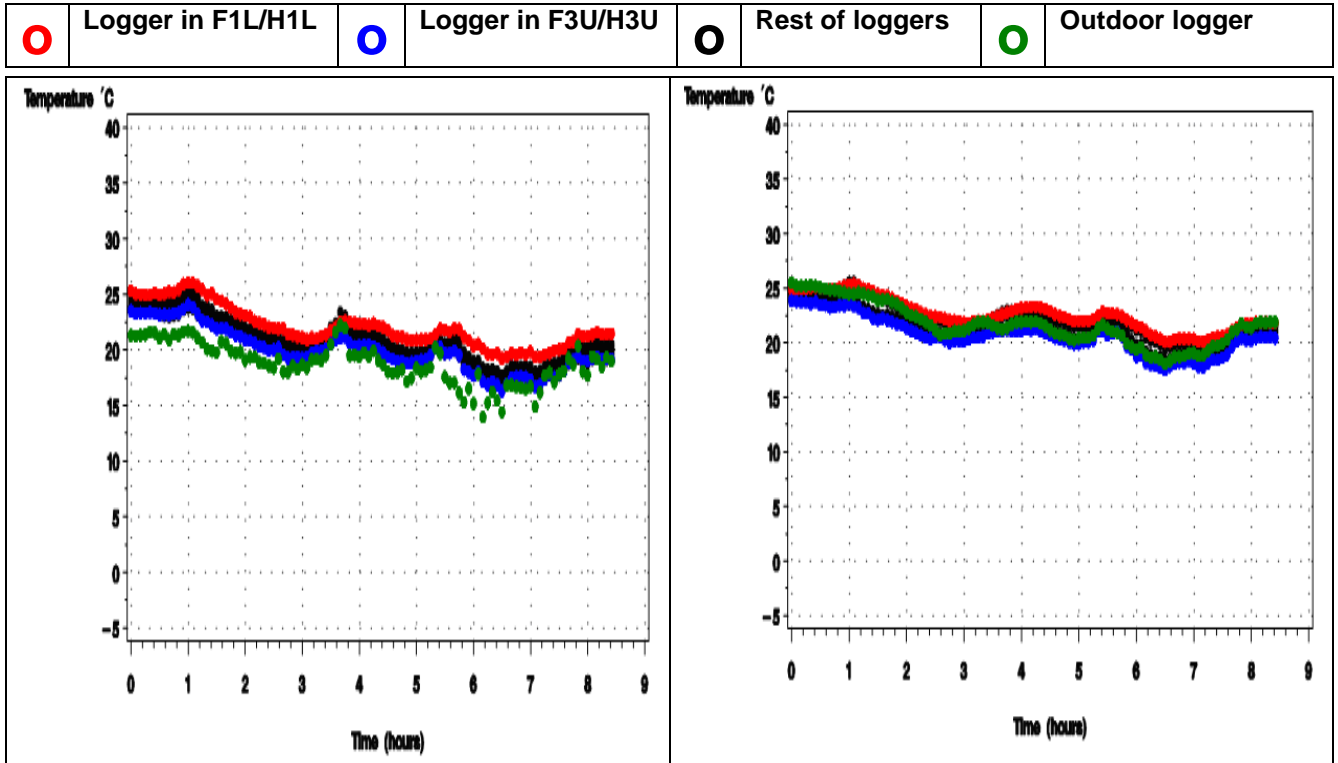 O Logger in F1L/H1L O Logger in F3U/H3U O Rest of loggers O Outdoor logger
Temperature ´C
40
35
30
25
20
15
10
5
0
−5
0 1 2 3 4 5 6 7 8 9
Time (hours)
Temperature ´C
40
35
30
25
20
15
10
5
0
−5
0 1 2 3 4 5 6 7 8 9
Time (hours)